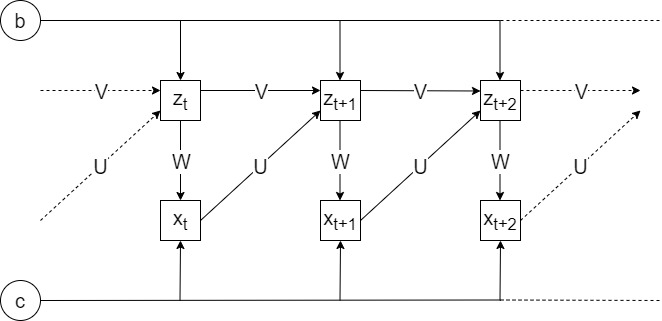 b
V V V V
z_t z_{t+1} z_{t+2}
U W U W U W U
x_t x_{t+1} x_{t+2}
c